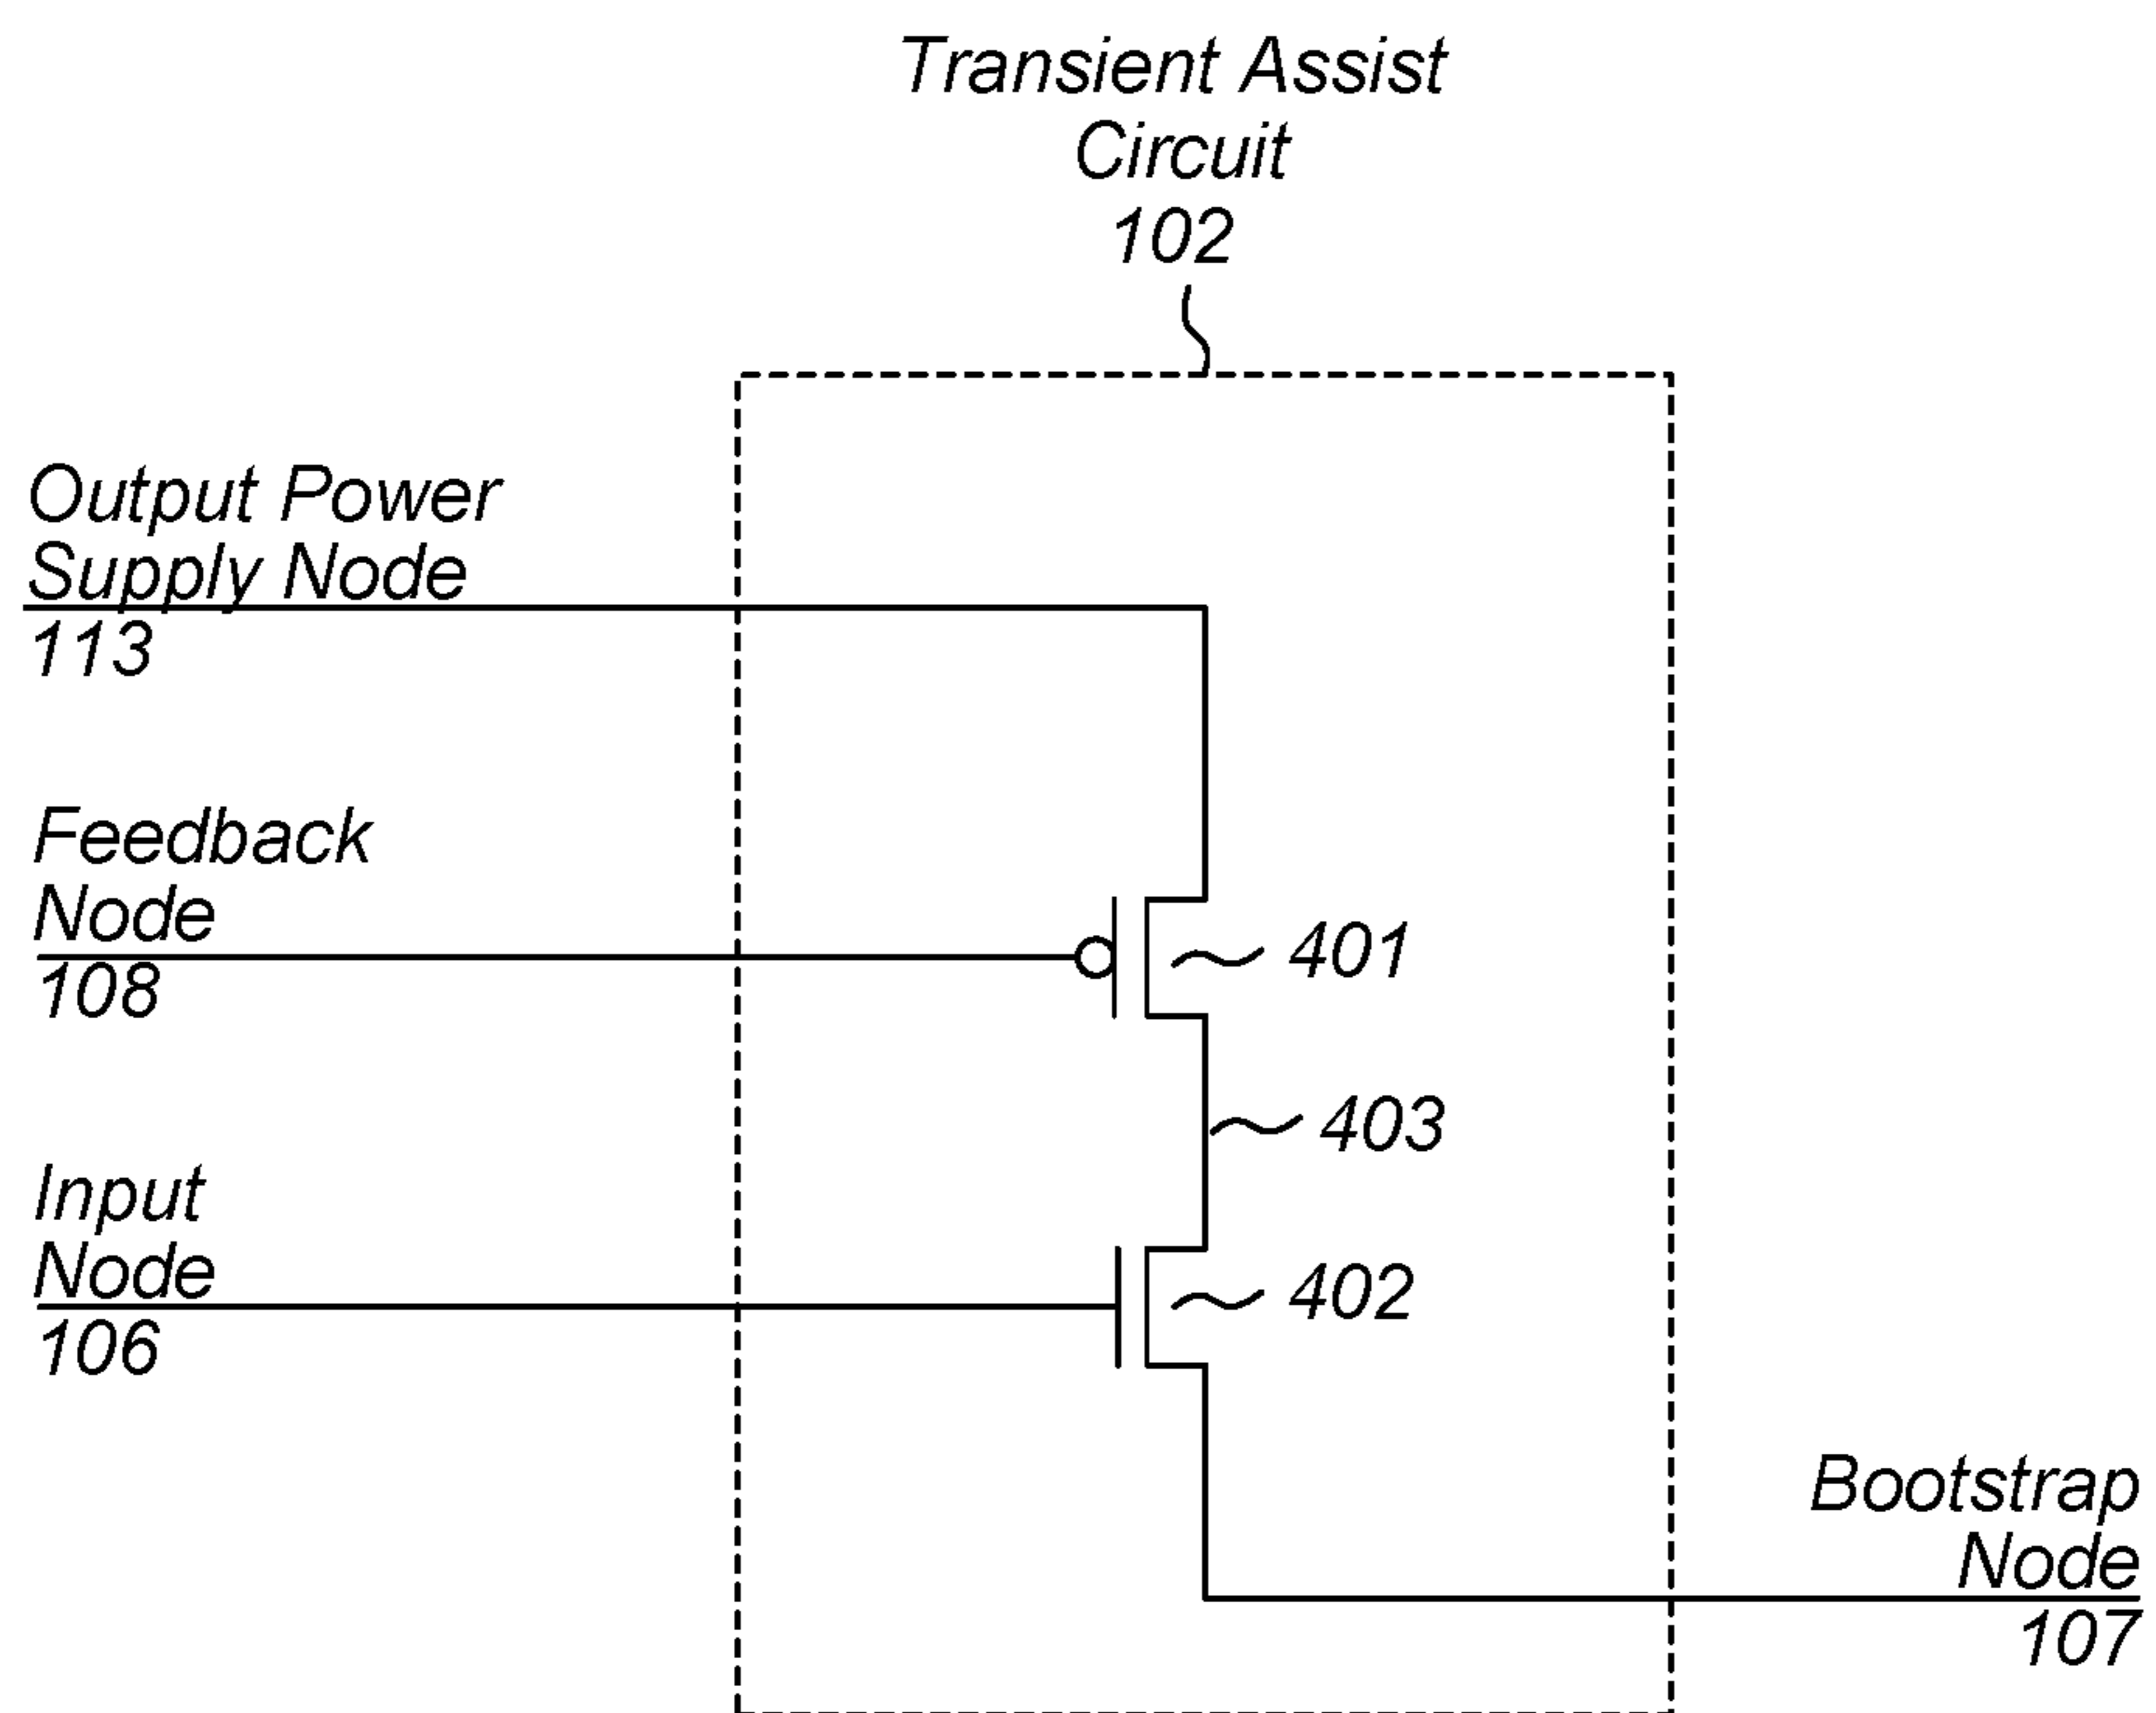 Transient Assist
Circuit
102
Output Power
Supply Node
113
Feedback
Node
108
401
403
Input
Node
106
402
Bootstrap
Node
107